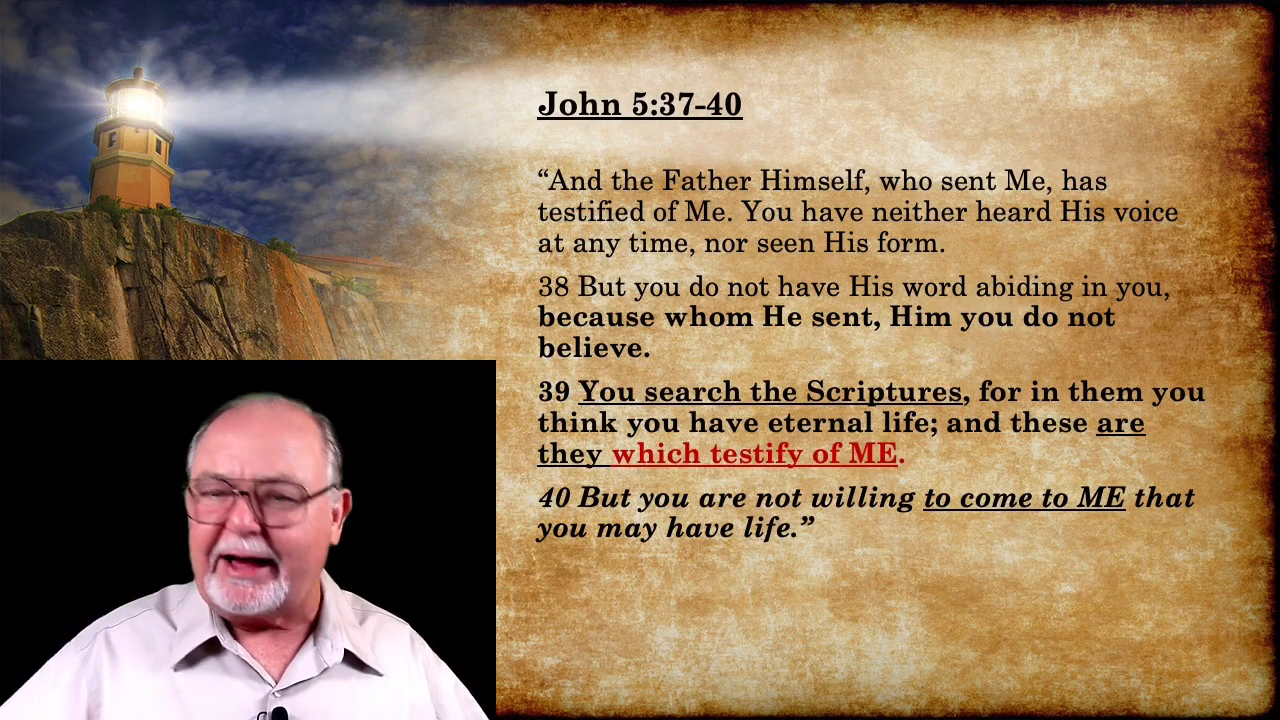 John 5:37-40
“And the Father Himself, who sent Me, has
testified of Me. You have neither heard His voice
at any time, nor seen His form.
38 But you do not have His word abiding in you,
because whom He sent, Him you do not
believe.
39 You search the Scriptures, for in them you
think you have eternal life; and these are
they which testify of ME.
40 But you are not willing to come to ME that
you may have life.”